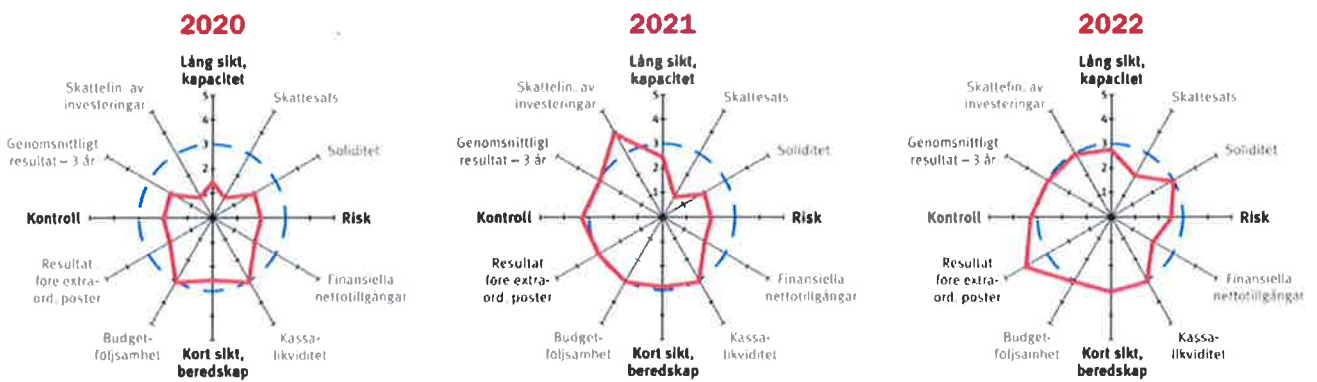 2020
Lång sikt,
kapacitet
Skattefin. av
investeringar
Skattesats
Genomsnittligt
resultat – 3 år
Soliditet
5
4
3
2
1
Kontroll
Risk
Resultat
före extra-
ord. poster
Finansiella
nettotillgångar
Budget-
följsamhet
Kort sikt,
beredskap
Kassa-
likviditet
2021
Lång sikt,
kapacitet
Skattefin. av
investeringar
Skattesats
Genomsnittligt
resultat – 3 år
Soliditet
5
4
3
2
1
Kontroll
Risk
Resultat
före extra-
ord. poster
Finansiella
nettotillgångar
Budget-
följsamhet
Kort sikt,
beredskap
Kassa-
likviditet
2022
Lång sikt,
kapacitet
Skattefin. av
investeringar
Skattesats
Genomsnittligt
resultat – 3 år
Soliditet
5
4
3
2
1
Kontroll
Risk
Resultat
före extra-
ord. poster
Finansiella
nettotillgångar
Budget-
följsamhet
Kort sikt,
beredskap
Kassa-
likviditet